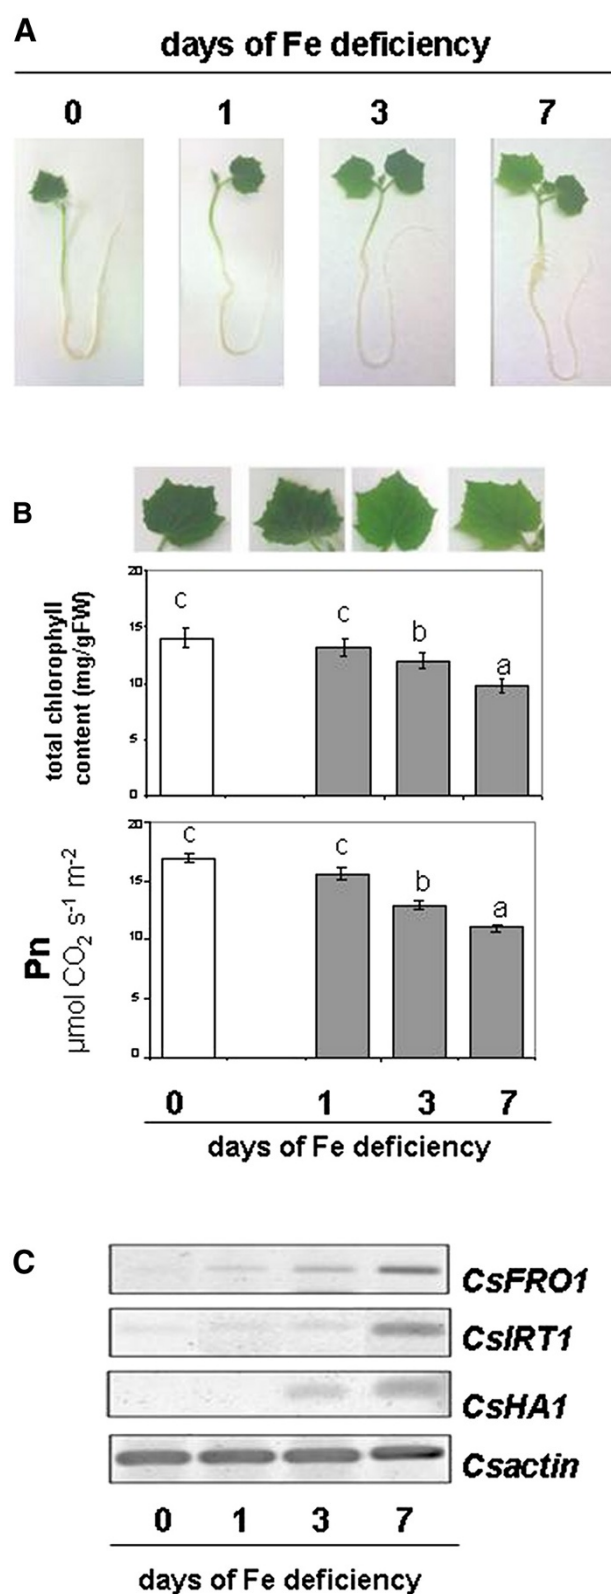 A
days of Fe deficiency
0 1 3 7
B
total chlorophyll
content (mg/gFW)
20
15
10
5
0
c c b a
Pn
µmol CO2 s-1 m-2
20
15
10
5
0
c c b a
0 1 3 7
days of Fe deficiency
C
CsFRO1
CsIRT1
CsHA1
Csactin
0 1 3 7
days of Fe deficiency